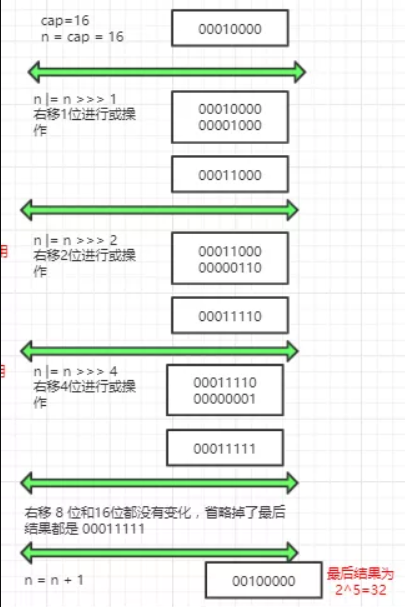 cap=16
n = cap = 16
00010000
n |= n >>> 1
右移1位进行或操
作
00010000
00001000
00011000
n |= n >>> 2
右移2位进行或操
作
00011000
00000110
00011110
n |= n >>> 4
右移4位进行或操
作
00011110
00000001
00011111
右移 8 位和16位都没有变化，省略掉了最后
结果都是 00011111
n = n + 1
00100000
最后结果为
2^5=32